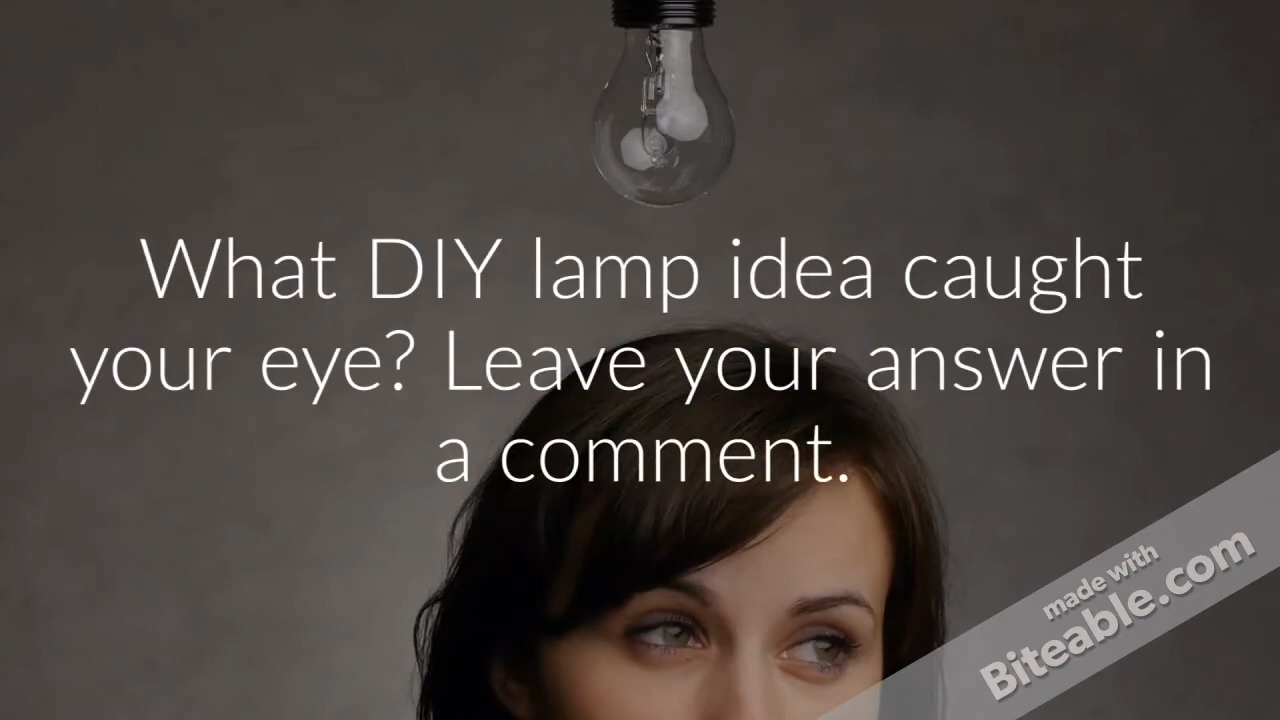 What DIY lamp idea caught
your eye? Leave your answer in
a comment.
made with
Biteable.com